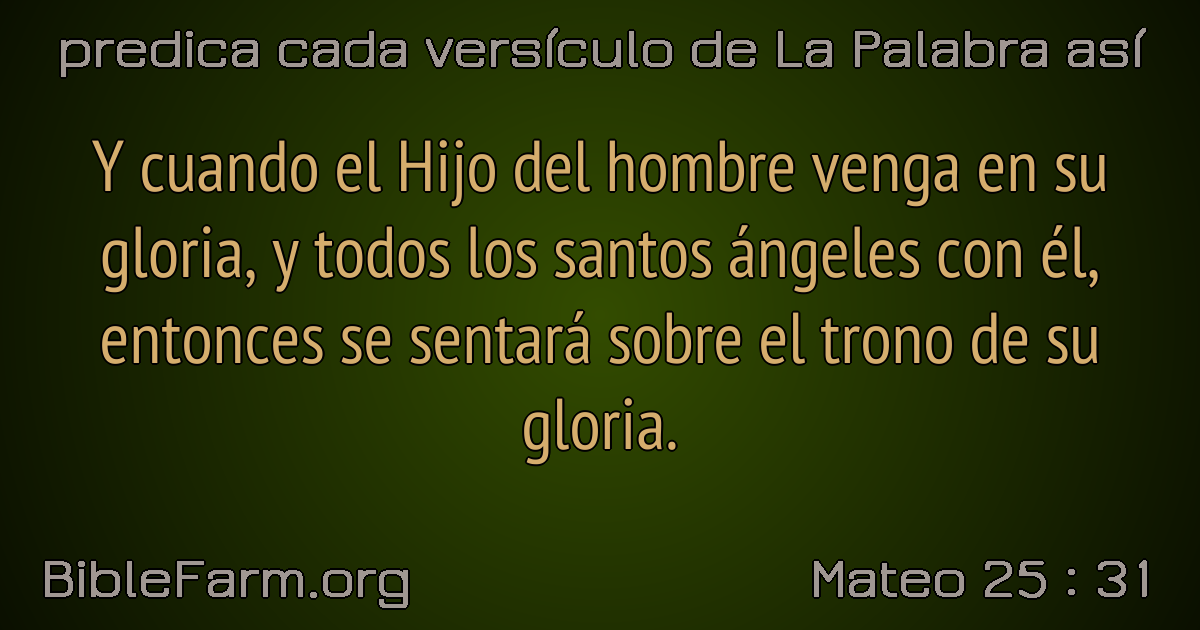 predica cada versículo de La Palabra así
Y cuando el Hijo del hombre venga en su
gloria, y todos los santos ángeles con él,
entonces se sentará sobre el trono de su
gloria.
BibleFarm.org
Mateo 25 : 31